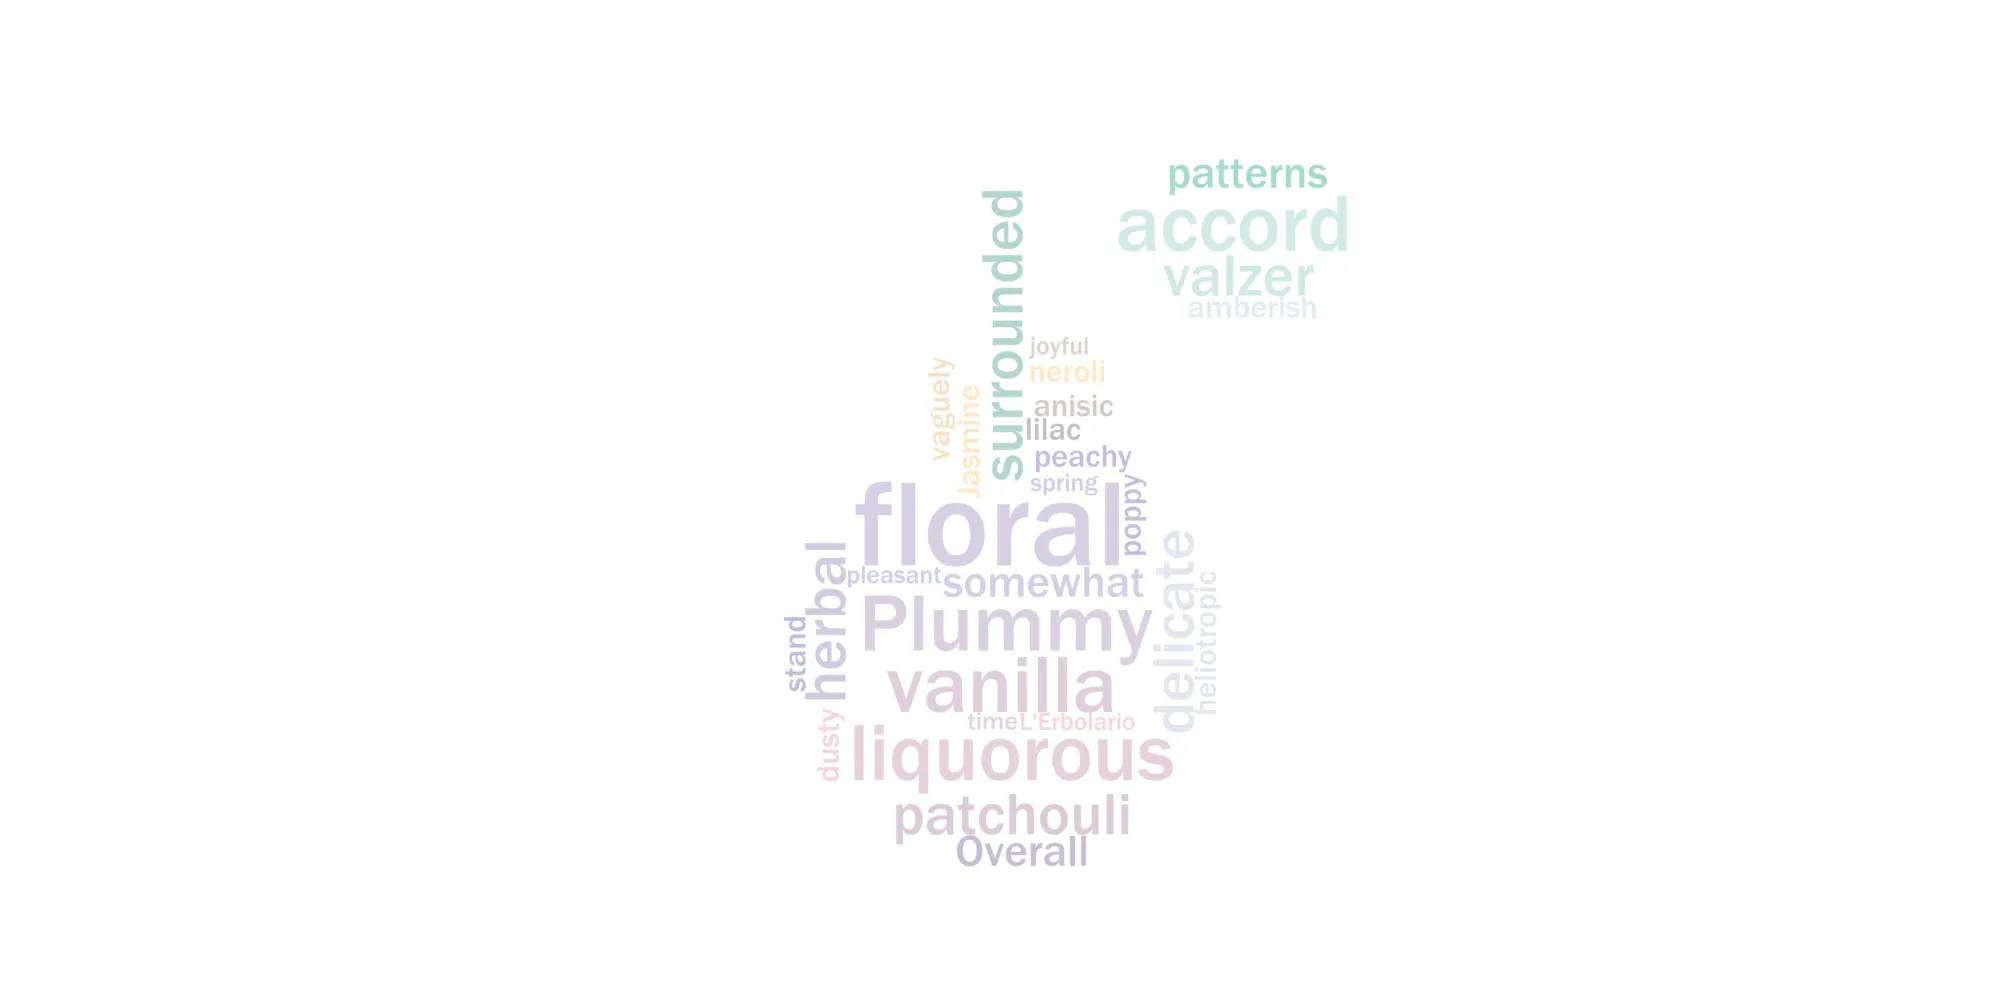 patterns
accord
valzer
amberish
surrounded
joyful
neroli
vaguely
Jasmine
anisic
lilac
peachy
spring
poppy
floral
herbal
pleasant
somewhat
delicate
heliotropic
stand
Plummy
vanilla
time
L'Erbolario
dusty
liquorous
patchouli
Overall